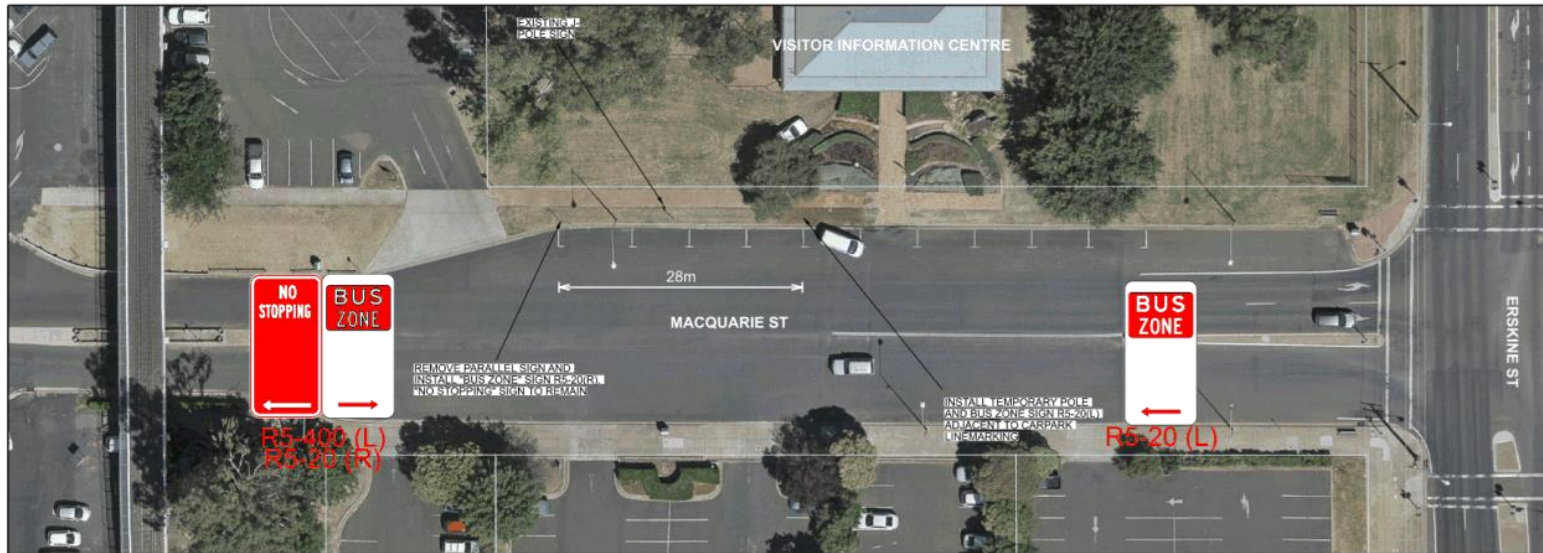 EXISTING J-
POLE SIGN
VISITOR INFORMATION CENTRE
28m
MACQUARIE ST
ERSKINE ST
NO
STOPPING
BUS
ZONE
BUS
ZONE
REMOVE PARALLEL SIGN AND
INSTALL "BUS ZONE" SIGN R5-20(R),
"NO STOPPING" SIGN TO REMAIN
INSTALL TEMPORARY POLE
AND BUS ZONE SIGN R5-20(L)
ADJACENT TO CARPARK
LINEMARKING
R5-400 (L)
R5-20 (R)
R5-20 (L)